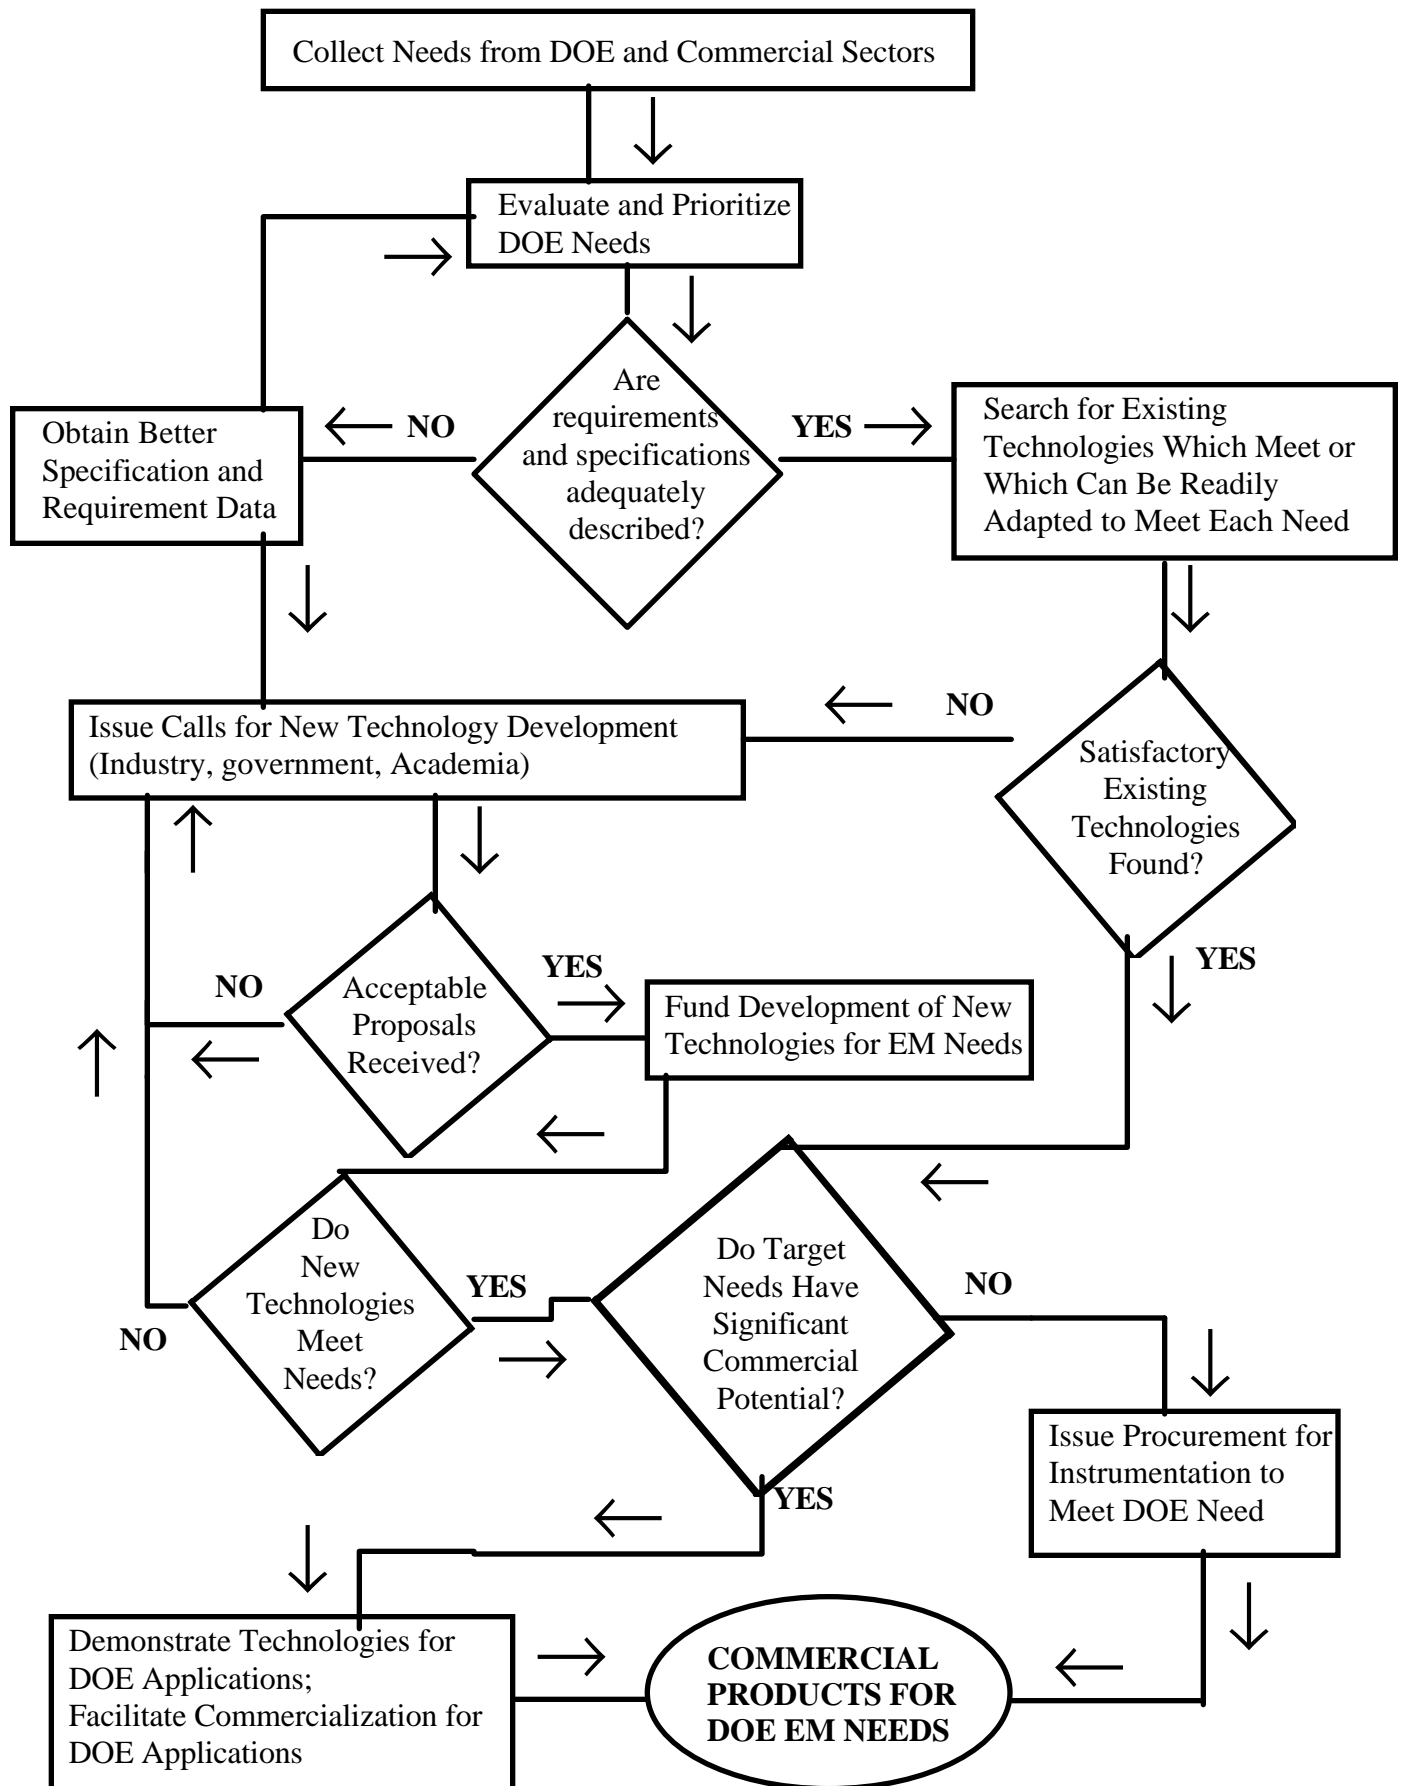 Collect Needs from DOE and Commercial Sectors
Evaluate and Prioritize
DOE Needs
Are
requirements
and specifications
adequately
described?
NO
YES
Obtain Better
Specification and
Requirement Data
Search for Existing
Technologies Which Meet or
Which Can Be Readily
Adapted to Meet Each Need
Issue Calls for New Technology Development
(Industry, government, Academia)
NO
Satisfactory
Existing
Technologies
Found?
YES
NO
Acceptable
Proposals
Received?
YES
Fund Development of New
Technologies for EM Needs
Do
New
Technologies
Meet
Needs?
NO
YES
Do Target
Needs Have
Significant
Commercial
Potential?
NO
YES
Issue Procurement for
Instrumentation to
Meet DOE Need
Demonstrate Technologies for
DOE Applications;
Facilitate Commercialization for
DOE Applications
COMMERCIAL
PRODUCTS FOR
DOE EM NEEDS